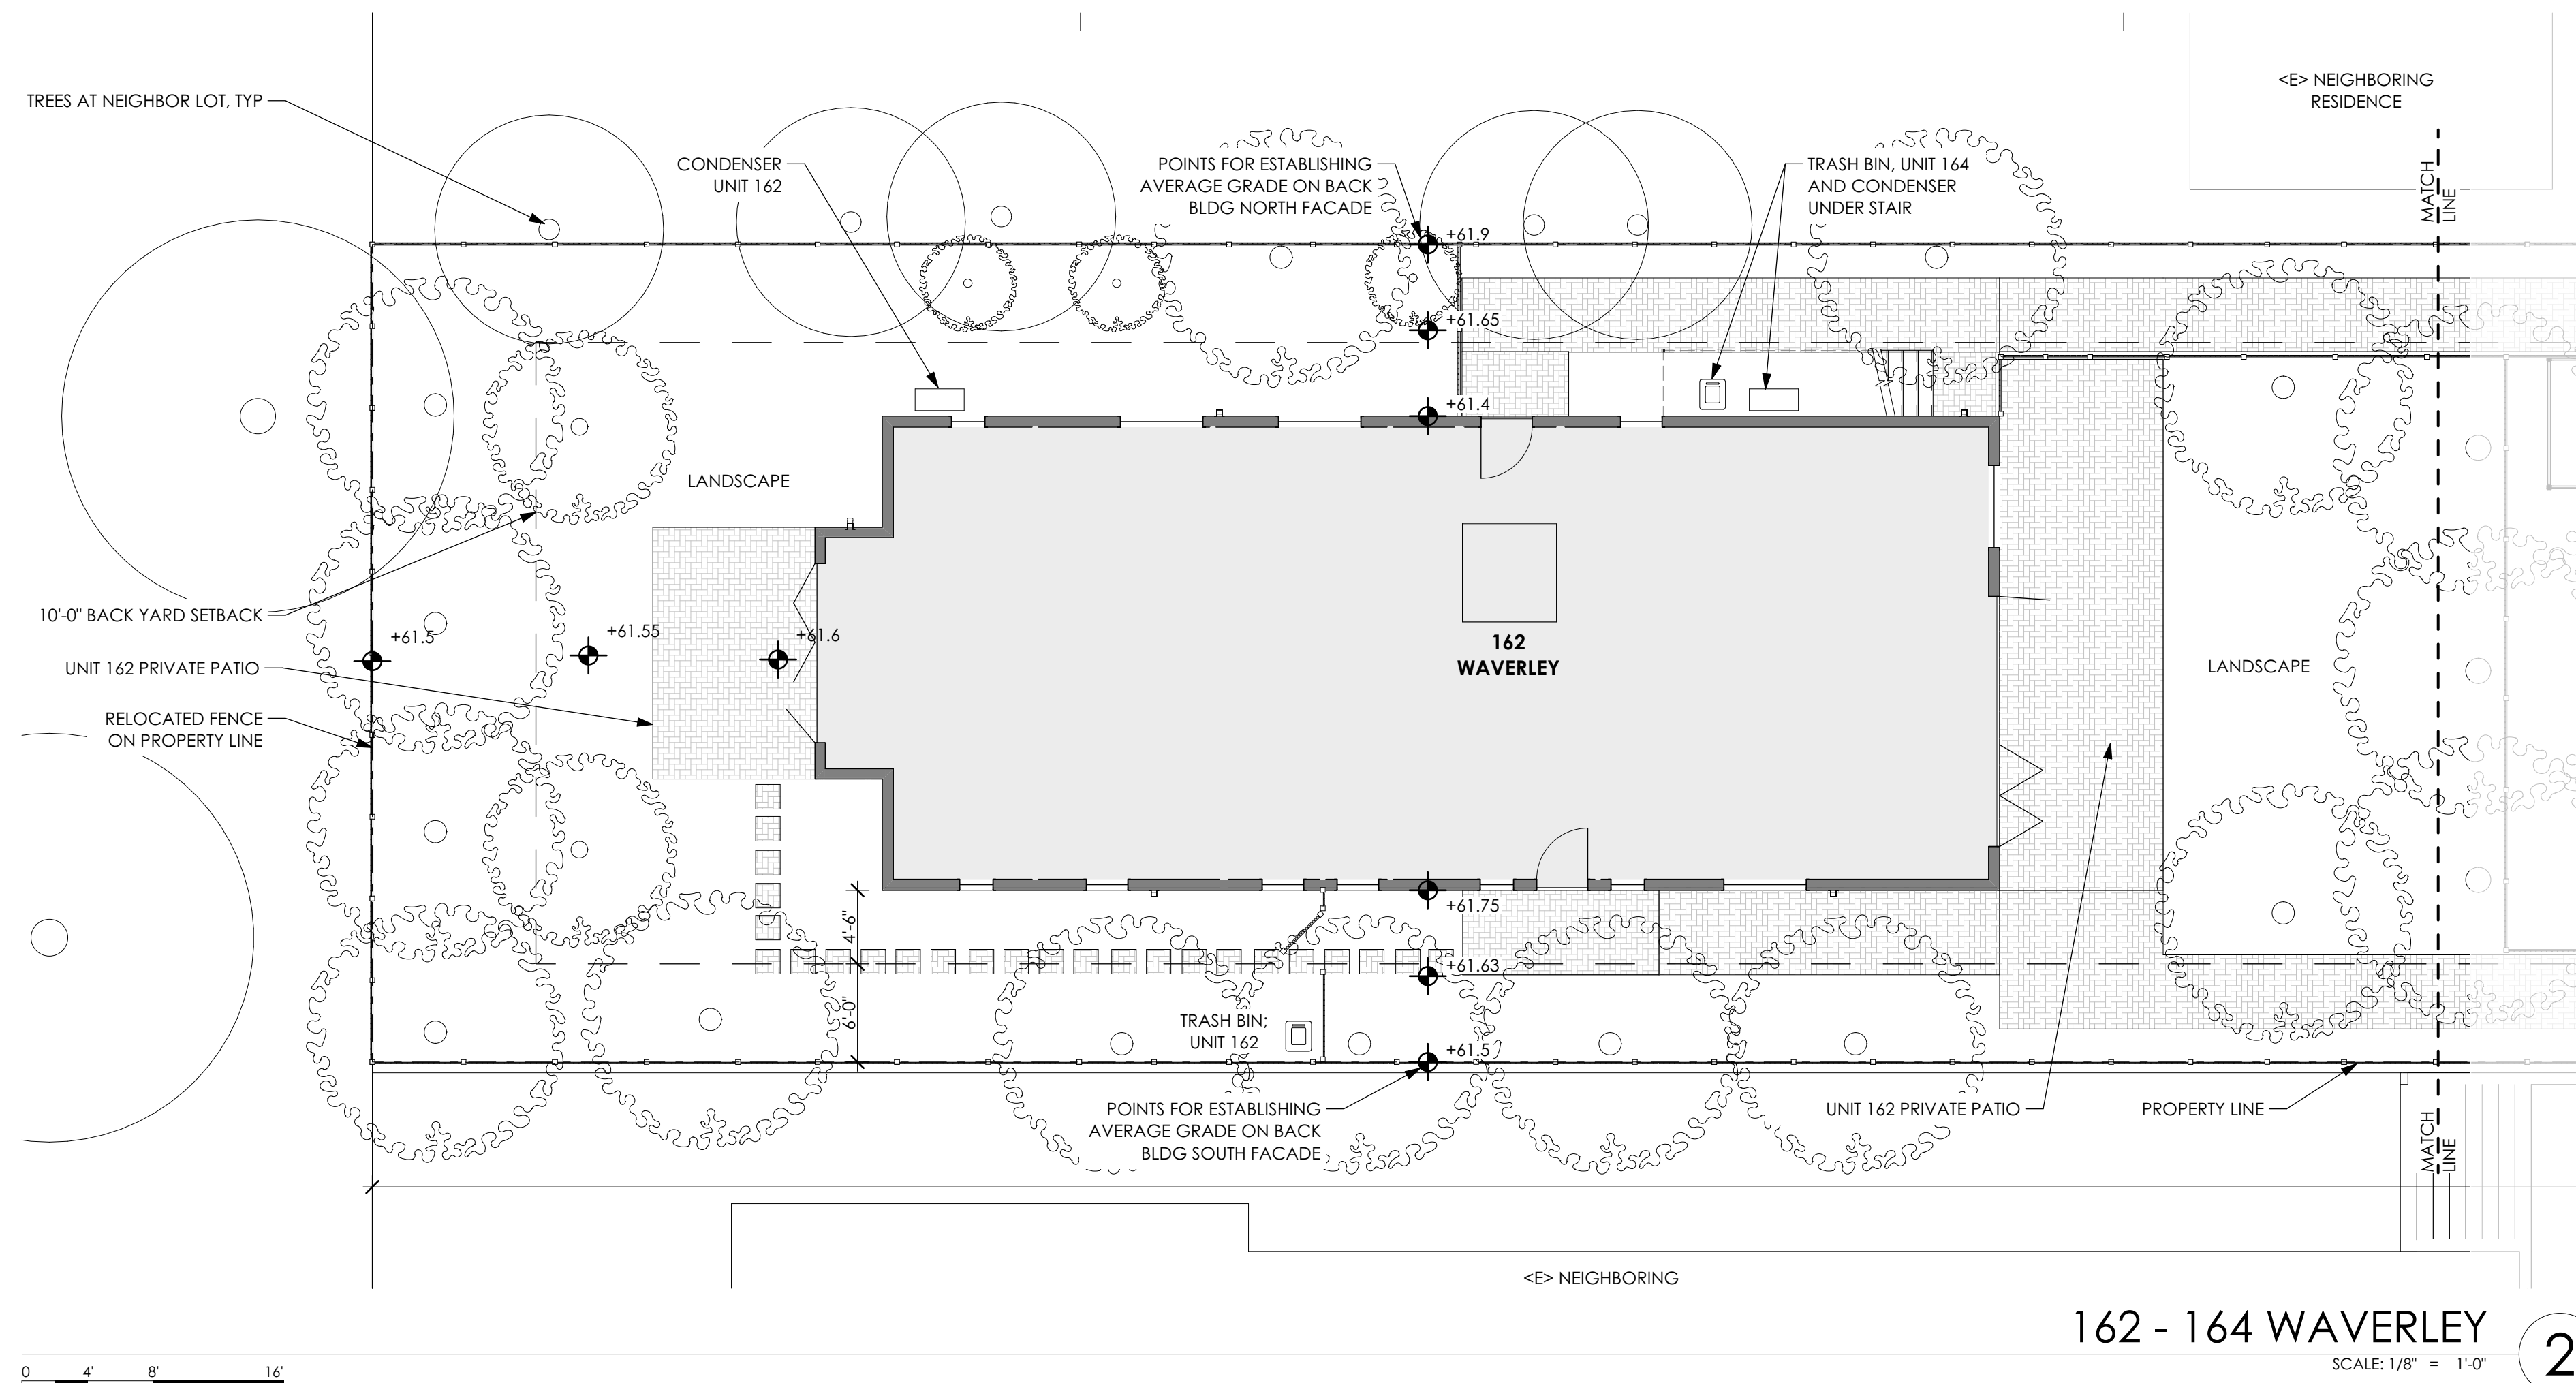 <E> NEIGHBORING
RESIDENCE
TREES AT NEIGHBOR LOT, TYP
CONDENSER
UNIT 162
POINTS FOR ESTABLISHING
AVERAGE GRADE ON BACK
BLDG NORTH FACADE
TRASH BIN, UNIT 164
AND CONDENSER
UNDER STAIR
MATCH
LINE
+61.9
+61.65
+61.4
LANDSCAPE
10'-0" BACK YARD SETBACK
+61.5
+61.55
+61.6
162
WAVERLEY
UNIT 162 PRIVATE PATIO
LANDSCAPE
RELOCATED FENCE
ON PROPERTY LINE
4'-6"
+61.75
+61.63
6'-0"
TRASH BIN;
UNIT 162
+61.5
POINTS FOR ESTABLISHING
AVERAGE GRADE ON BACK
BLDG SOUTH FACADE
UNIT 162 PRIVATE PATIO
PROPERTY LINE
MATCH
LINE
<E> NEIGHBORING
162 - 164 WAVERLEY
2
SCALE: 1/8" = 1'-0"
0 4' 8' 16'